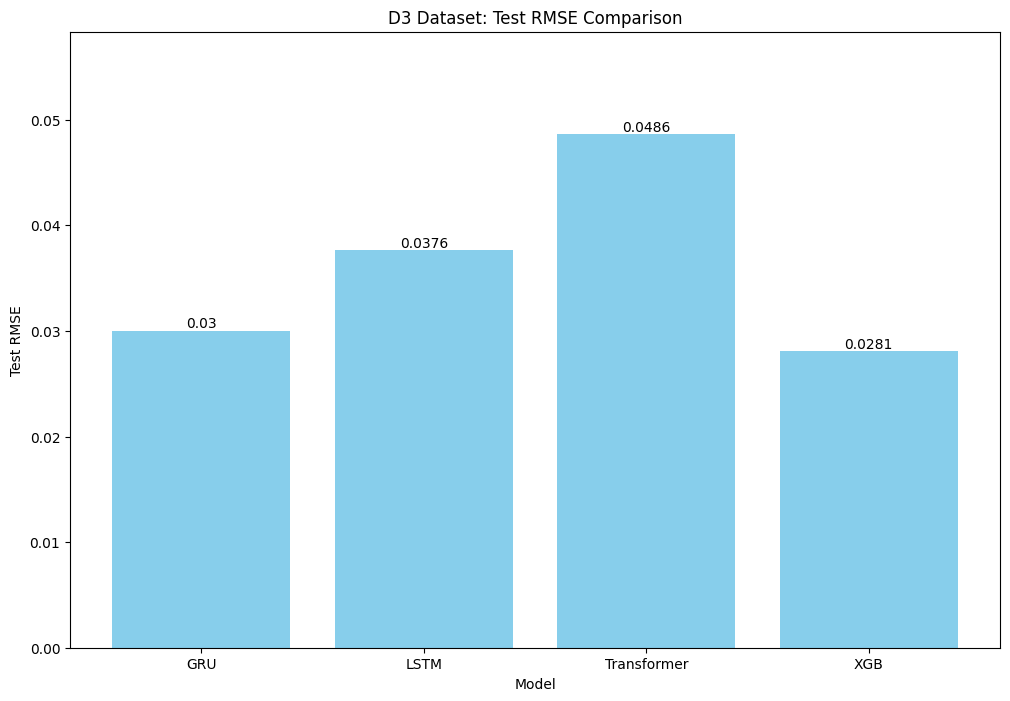 D3 Dataset: Test RMSE Comparison
Test RMSE
0.05
0.04
0.03
0.02
0.01
0.00
0.03
0.0376
0.0486
0.0281
GRU
LSTM
Transformer
XGB
Model